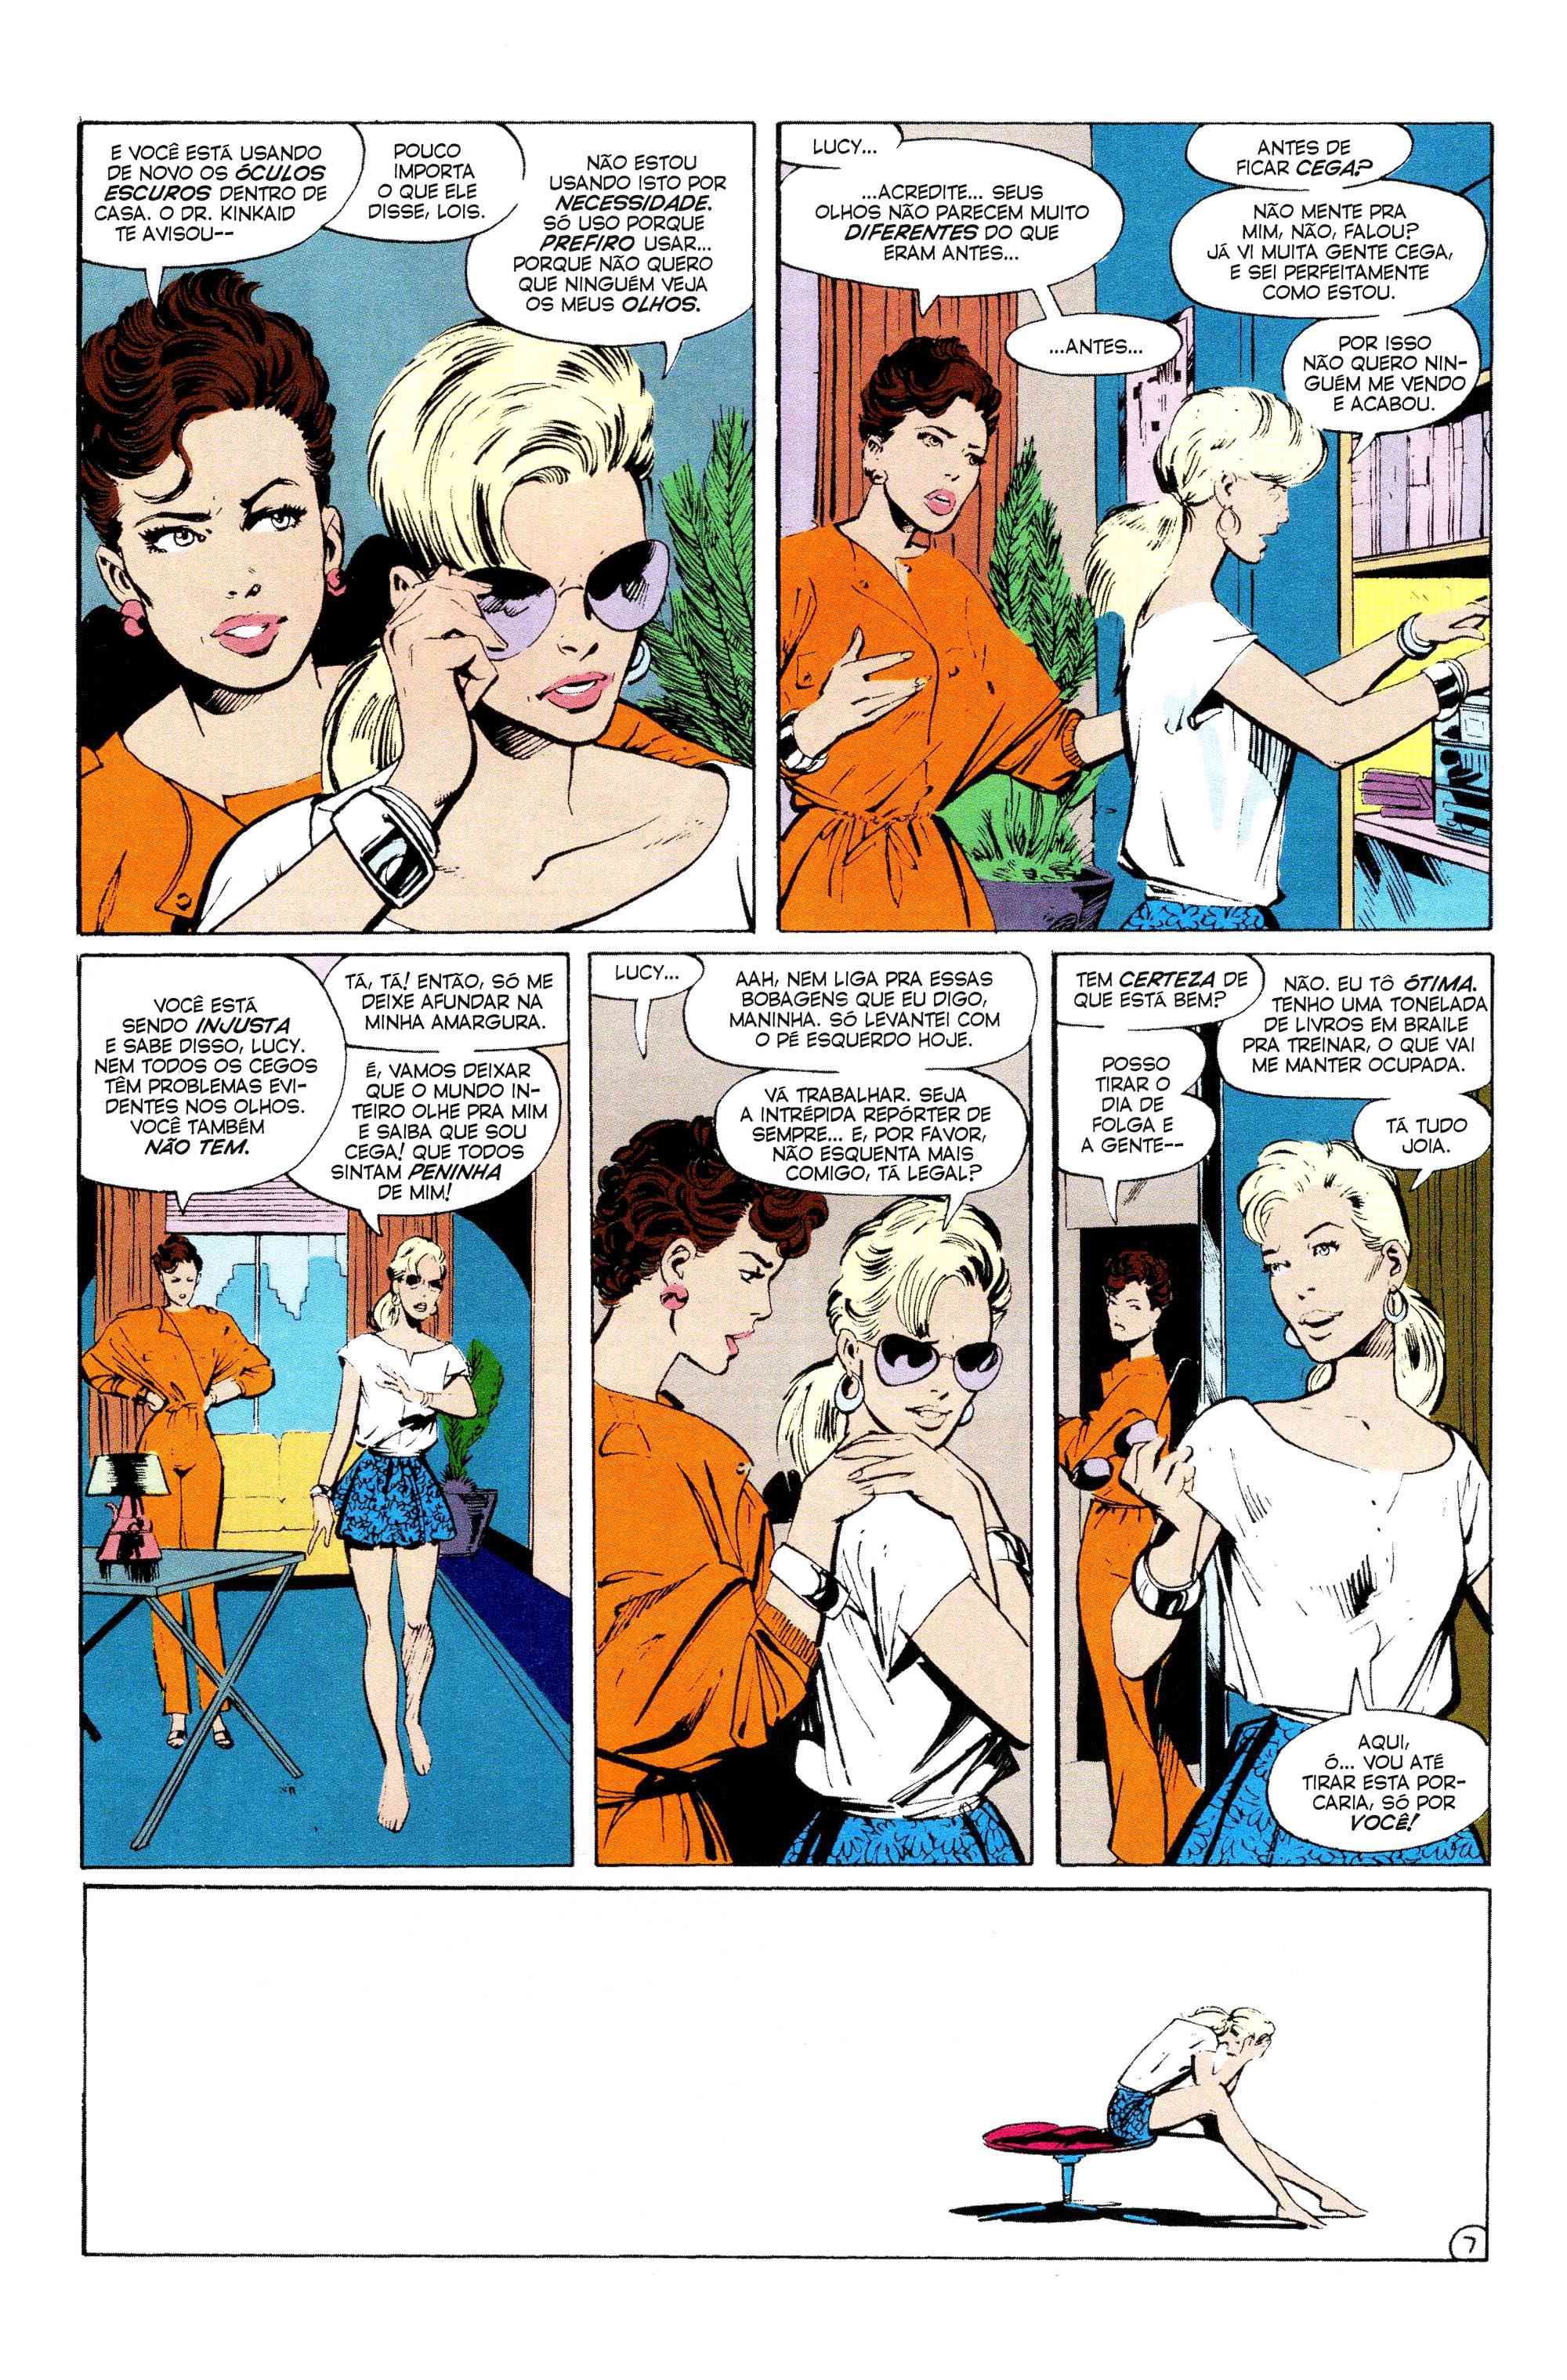 E VOCÊ ESTÁ USANDO
DE NOVO OS ÓCULOS
ESCUROS DENTRO DE
CASA. O DR. KINKAID
TE AVISOU--
POUCO
IMPORTA
O QUE ELE
DISSE, LOIS.
NÃO ESTOU
USANDO ISTO POR
NECESSIDADE.
SÓ USO PORQUE
PREFIRO USAR...
PORQUE NÃO QUERO
QUE NINGUÉM VEJA
OS MEUS OLHOS.
LUCY...
...ACREDITE... SEUS
OLHOS NÃO PARECEM MUITO
DIFERENTES DO QUE
ERAM ANTES...
...ANTES...
ANTES DE
FICAR CEGA?
NÃO MENTE PRA
MIM, NÃO, FALOU?
JÁ VI MUITA GENTE CEGA,
E SEI PERFEITAMENTE
COMO ESTOU.
POR ISSO
NÃO QUERO NIN-
GUÉM ME VENDO
E ACABOU.
VOCÊ ESTÁ
SENDO INJUSTA
E SABE DISSO, LUCY.
NEM TODOS OS CEGOS
TÊM PROBLEMAS EVI-
DENTES NOS OLHOS.
VOCÊ TAMBÉM
NÃO TEM.
TÁ, TÁ! ENTÃO, SÓ ME
DEIXE AFUNDAR NA
MINHA AMARGURA.
É, VAMOS DEIXAR
QUE O MUNDO IN-
TEIRO OLHE PRA MIM
E SAIBA QUE SOU
CEGA! QUE TODOS
SINTAM PENINHA
DE MIM!
LUCY...
AAH, NEM LIGA PRA ESSAS
BOBAGENS QUE EU DIGO,
MANINHA. SÓ LEVANTEI COM
O PÉ ESQUERDO HOJE.
VÁ TRABALHAR. SEJA
A INTRÉPIDA REPÓRTER DE
SEMPRE... E, POR FAVOR,
NÃO ESQUENTA MAIS
COMIGO, TÁ LEGAL?
TEM CERTEZA DE
QUE ESTÁ BEM?
POSSO
TIRAR O
DIA DE
FOLGA E
A GENTE--
NÃO. EU TÔ ÓTIMA.
TENHO UMA TONELADA
DE LIVROS EM BRAILE
PRA TREINAR, O QUE VAI
ME MANTER OCUPADA.
TÁ TUDO
JOIA.
AQUI,
Ó... VOU ATÉ
TIRAR ESTA POR-
CARIA, SÓ POR
VOCÊ!
7